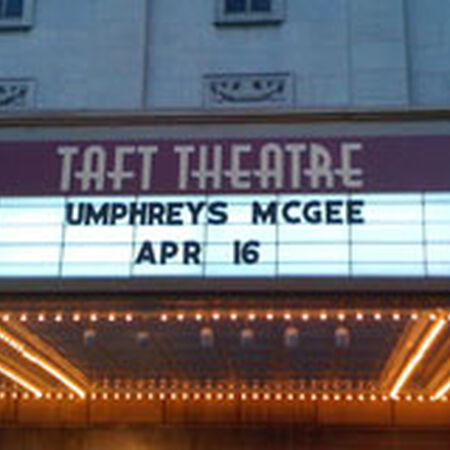 TAFT THEATRE
UMPHREYS MCGEE
APR 16